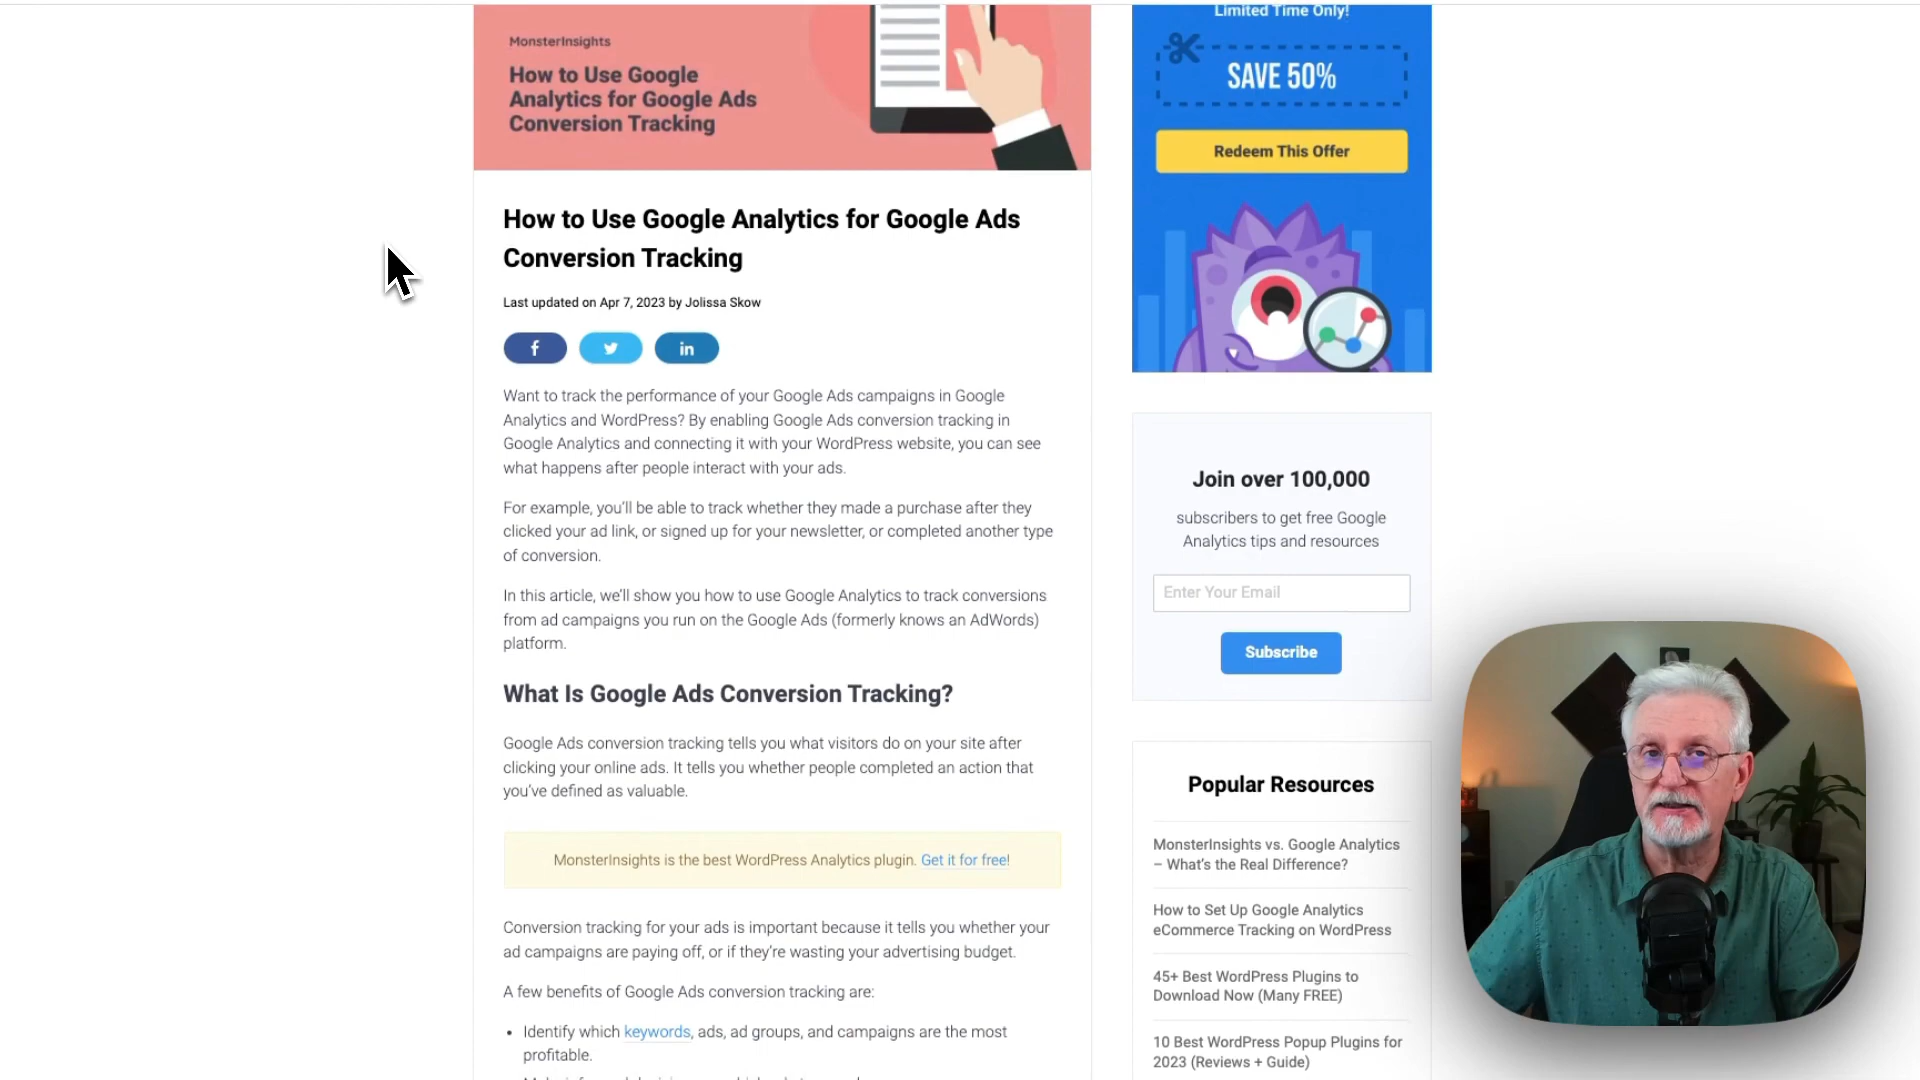 MonsterInsights
How to Use Google
Analytics for Google Ads
Conversion Tracking
How to Use Google Analytics for Google Ads
Conversion Tracking
Last updated on Apr 7, 2023 by Jolissa Skow
f
in
Want to track the performance of your Google Ads campaigns in Google
Analytics and WordPress? By enabling Google Ads conversion tracking in
Google Analytics and connecting it with your WordPress website, you can see
what happens after people interact with your ads.
For example, you'll be able to track whether they made a purchase after they
clicked your ad link, or signed up for your newsletter, or completed another type
of conversion.
In this article, we'll show you how to use Google Analytics to track conversions
from ad campaigns you run on the Google Ads (formerly knows an AdWords)
platform.
What Is Google Ads Conversion Tracking?
Google Ads conversion tracking tells you what visitors do on your site after
clicking your online ads. It tells you whether people completed an action that
you've defined as valuable.
MonsterInsights is the best WordPress Analytics plugin. Get it for free!
Conversion tracking for your ads is important because it tells you whether your
ad campaigns are paying off, or if they're wasting your advertising budget.
A few benefits of Google Ads conversion tracking are:
• Identify which keywords, ads, ad groups, and campaigns are the most
profitable.
Limited Time Only!
SAVE 50%
Redeem This Offer
Join over 100,000
subscribers to get free Google
Analytics tips and resources
Enter Your Email
Subscribe
Popular Resources
MonsterInsights vs. Google Analytics
– What's the Real Difference?
How to Set Up Google Analytics
eCommerce Tracking on WordPress
45+ Best WordPress Plugins to
Download Now (Many FREE)
10 Best WordPress Popup Plugins for
2023 (Reviews + Guide)